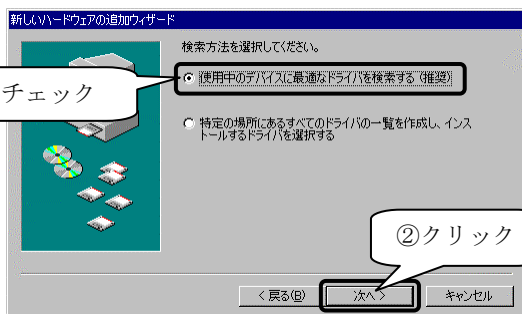 新しいハードウェアの追加ウィザード
検索方法を選択してください。
使用中のデバイスに最適なドライバを検索する（推奨）
チェック
特定の場所にあるすべてのドライバの一覧を作成し、インス
トールするドライバを選択する
②クリック
< 戻る(B)
次へ >
キャンセル